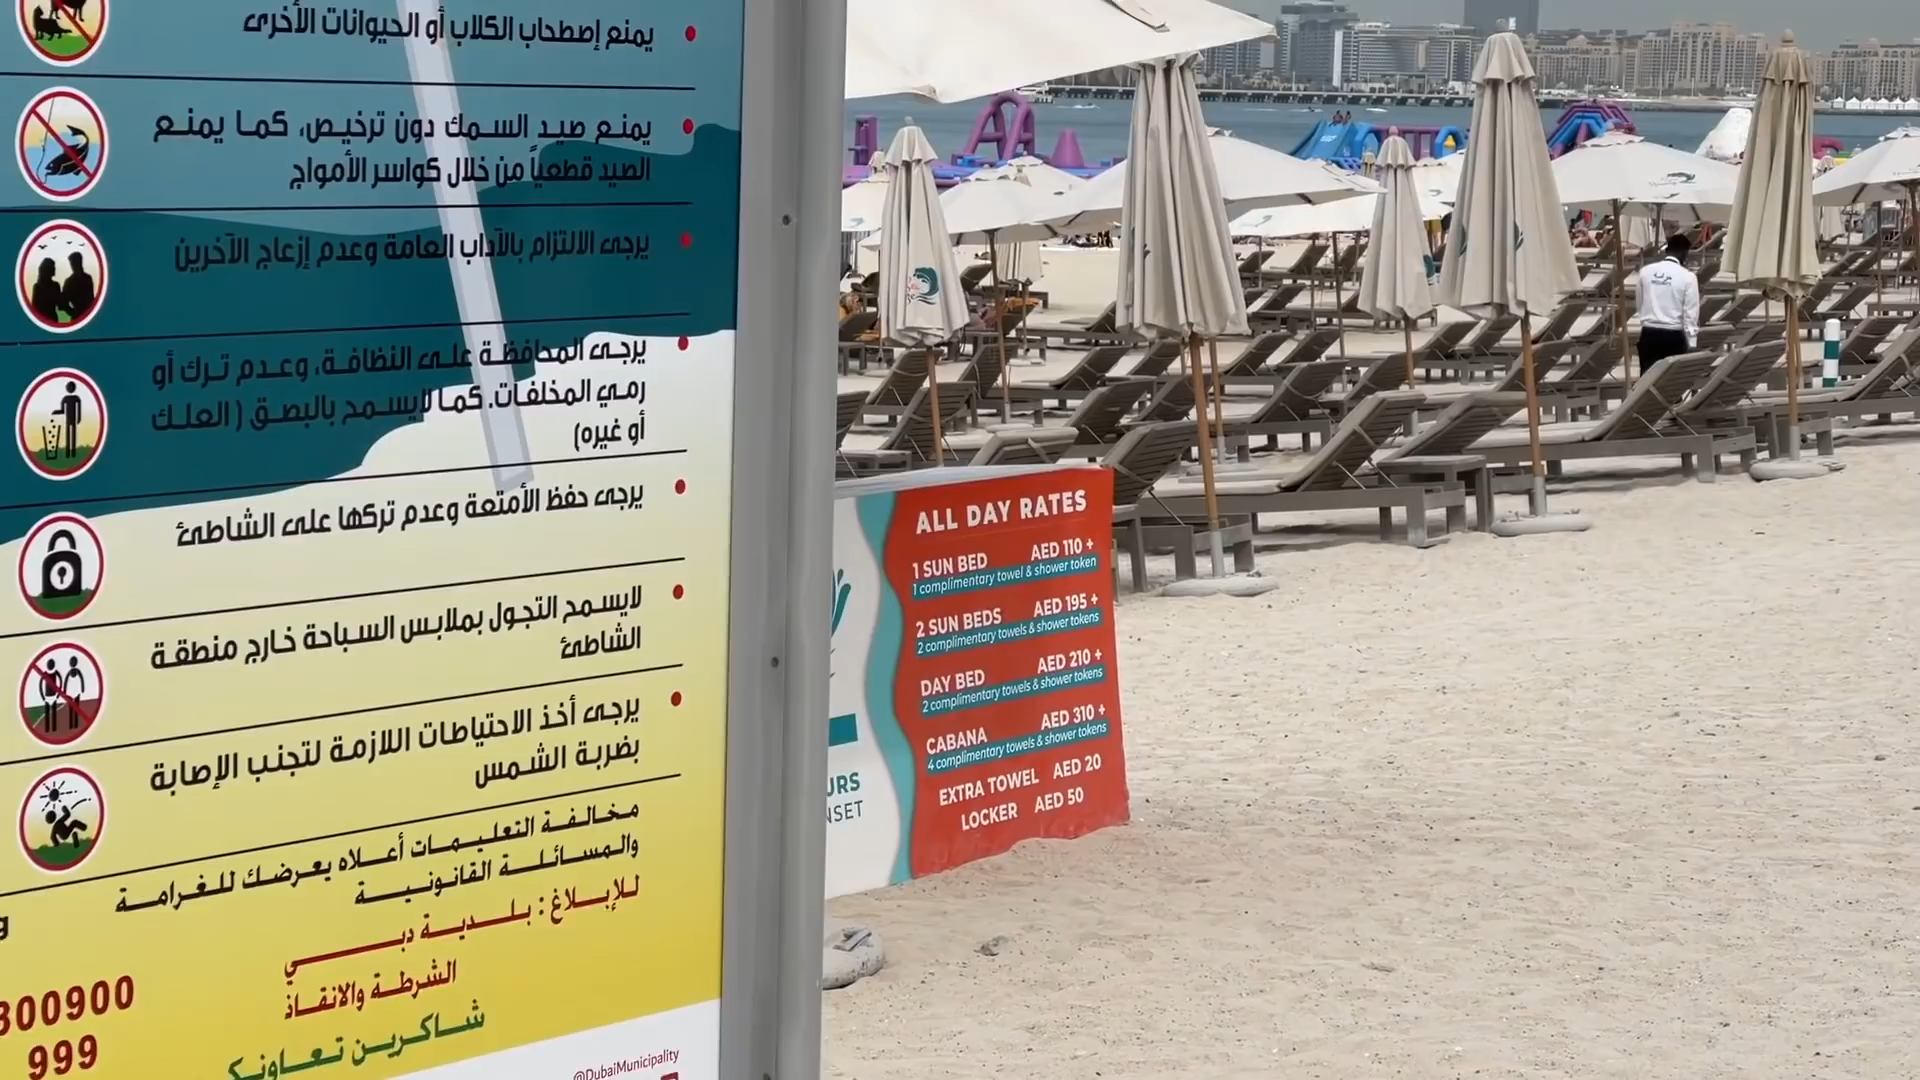 يمنع إصطحاب الكلاب أو الحيوانات الأخرى
يمنع صيد السمك دون ترخيص، كما يمنع
الصيد قطعياً من خلال كواسر الأمواج
يرجى الالتزام بالآداب العامة وعدم إزعاج الآخرين
يرجى المحافظة على النظافة، وعدم ترك أو
رمي المخلفات. كما لايسمح بالبصق (العلك
أو غيره)
يرجى حفظ الأمتعة وعدم تركها على الشاطئ
لايسمح التجول بملابس السباحة خارج منطقة
الشاطئ
يرجى أخذ الاحتياطات اللازمة لتجنب الإصابة
بضربة الشمس
مخالفة التعليمات أعلاه يعرضك للغرامة
والمسائلة القانونية
للإبلاغ : بلدية دبي
الشرطة والانقاذ
800900
999
شاكرين تعاونكم
@DubaiMunicipality
ALL DAY RATES
1 SUN BED AED 110 +
1 complimentary towel & shower token
2 SUN BEDS AED 195 +
2 complimentary towels & shower tokens
DAY BED AED 210 +
2 complimentary towels & shower tokens
CABANA AED 310 +
4 complimentary towels & shower tokens
EXTRA TOWEL AED 20
LOCKER AED 50